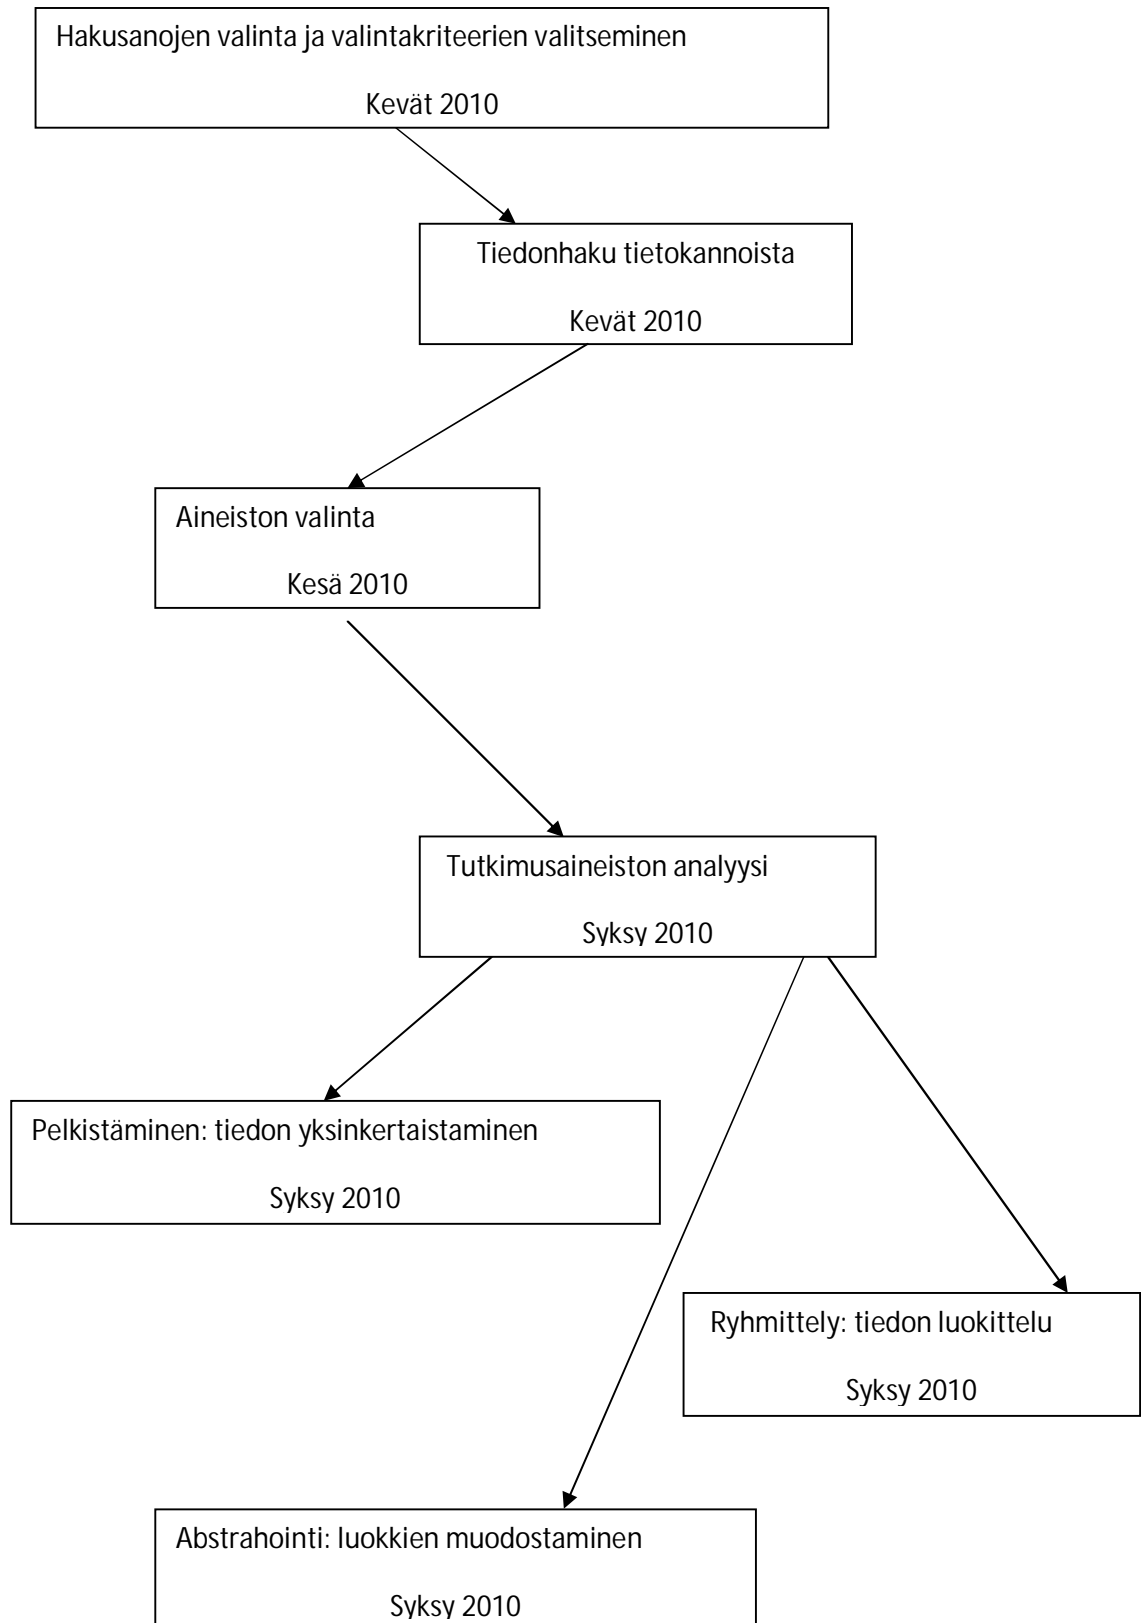 Hakusanojen valinta ja valintakriteerien valitseminen
Kevät 2010
Tiedonhaku tietokannoista
Kevät 2010
Aineiston valinta
Kesä 2010
Tutkimusaineiston analyysi
Syksy 2010
Pelkistäminen: tiedon yksinkertaistaminen
Syksy 2010
Ryhmittely: tiedon luokittelu
Syksy 2010
Abstrahointi: luokkien muodostaminen
Syksy 2010